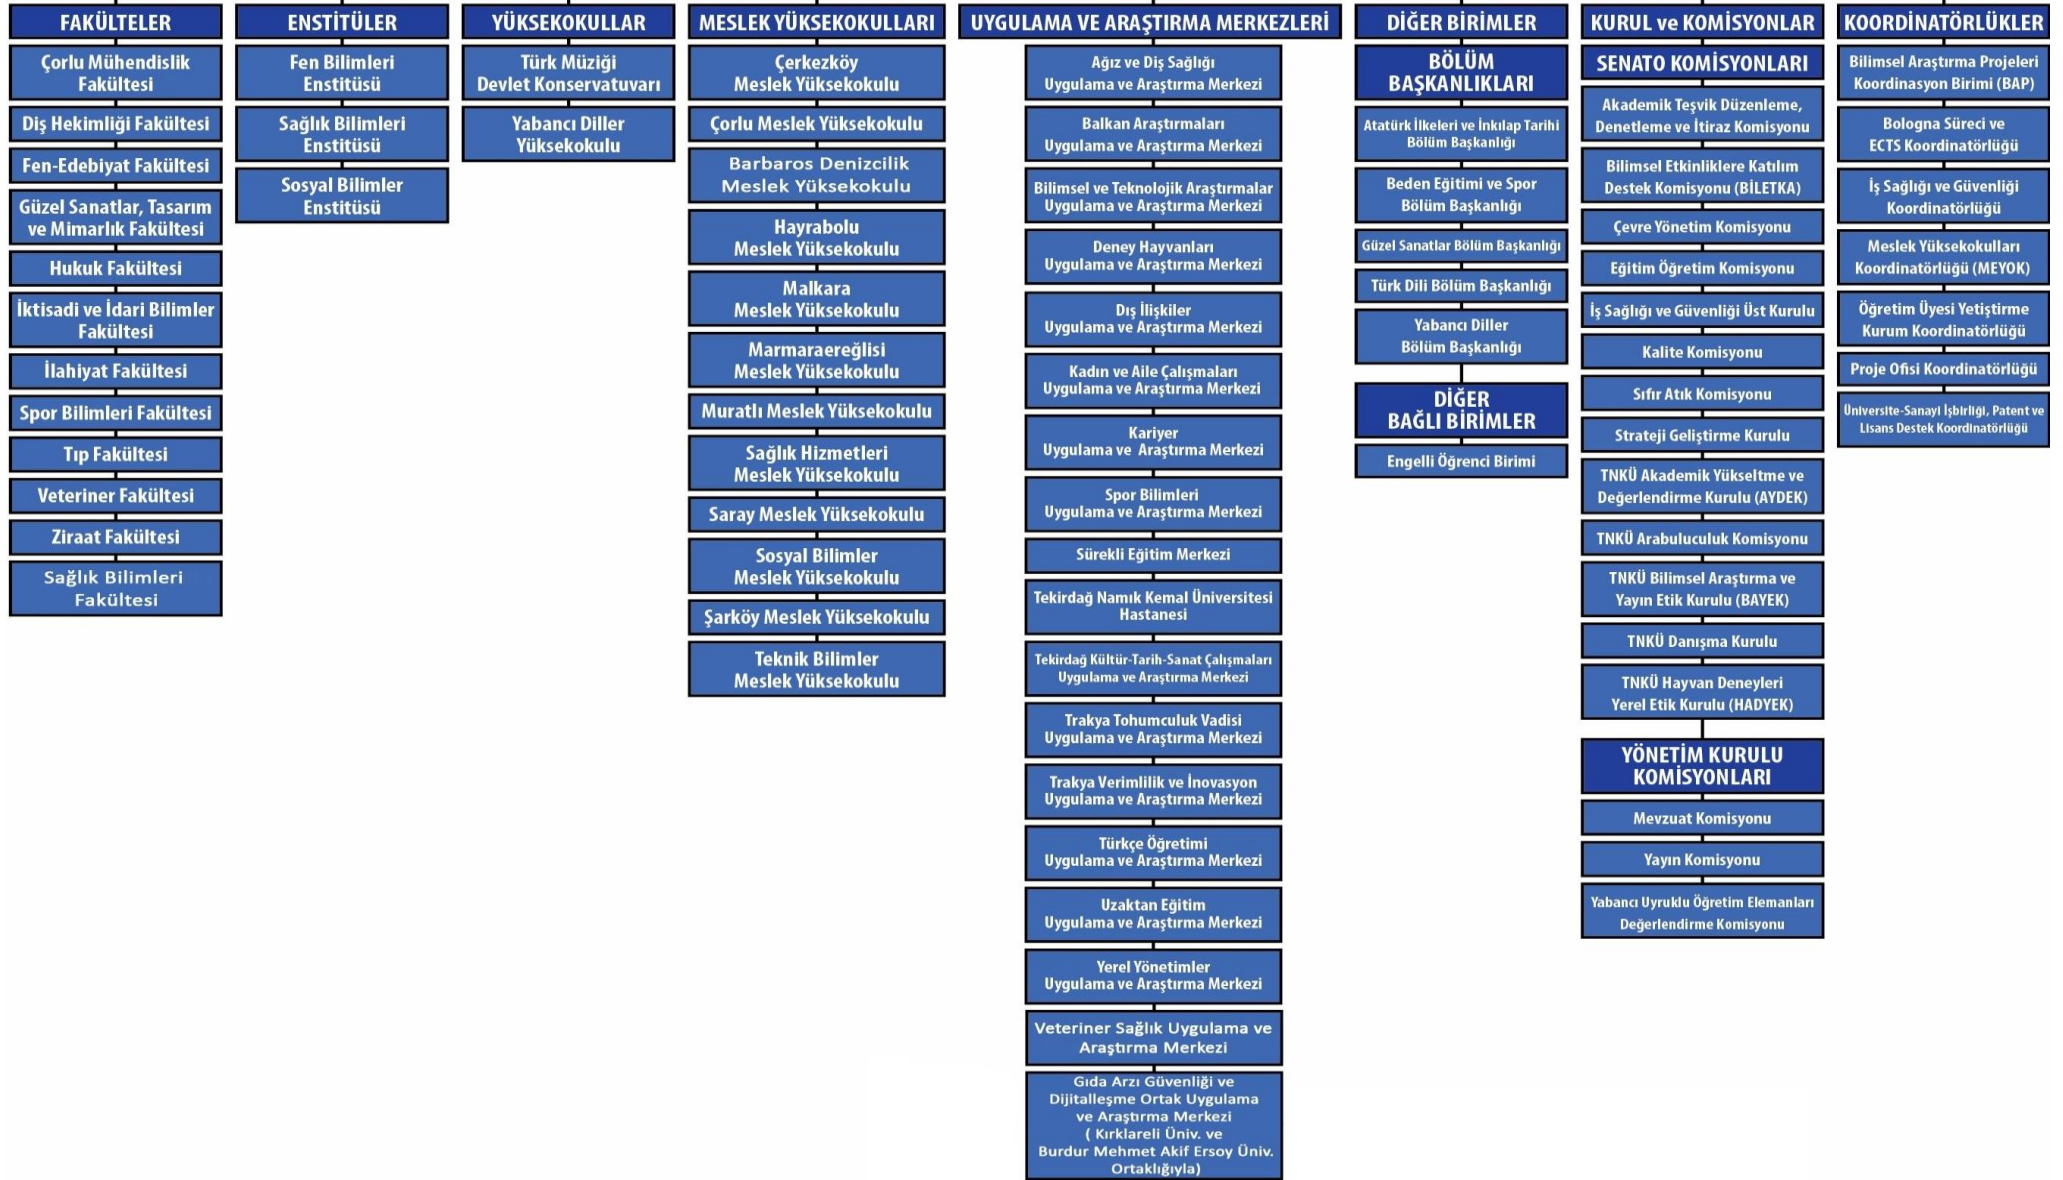 FAKÜLTELER
Çorlu Mühendislik
Fakültesi
Diş Hekimliği Fakültesi
Fen-Edebiyat Fakültesi
Güzel Sanatlar, Tasarım
ve Mimarlık Fakültesi
Hukuk Fakültesi
İktisadi ve İdari Bilimler
Fakültesi
İlahiyat Fakültesi
Spor Bilimleri Fakültesi
Tıp Fakültesi
Veteriner Fakültesi
Ziraat Fakültesi
Sağlık Bilimleri
Fakültesi
ENSTİTÜLER
Fen Bilimleri
Enstitüsü
Sağlık Bilimleri
Enstitüsü
Sosyal Bilimler
Enstitüsü
YÜKSEKOKULLAR
Türk Müziği
Devlet Konservatuvarı
Yabancı Diller
Yüksekokulu
MESLEK YÜKSEKOKULLARI
Çerkezköy
Meslek Yüksekokulu
Çorlu Meslek Yüksekokulu
Barbaros Denizcilik
Meslek Yüksekokulu
Hayrabolu
Meslek Yüksekokulu
Malkara
Meslek Yüksekokulu
Marmaraereğlisi
Meslek Yüksekokulu
Muratlı Meslek Yüksekokulu
Sağlık Hizmetleri
Meslek Yüksekokulu
Saray Meslek Yüksekokulu
Sosyal Bilimler
Meslek Yüksekokulu
Şarköy Meslek Yüksekokulu
Teknik Bilimler
Meslek Yüksekokulu
UYGULAMA VE ARAŞTIRMA MERKEZLERİ
Ağız ve Diş Sağlığı
Uygulama ve Araştırma Merkezi
Balkan Araştırmaları
Uygulama ve Araştırma Merkezi
Bilimsel ve Teknolojik Araştırmalar
Uygulama ve Araştırma Merkezi
Deney Hayvanları
Uygulama ve Araştırma Merkezi
Dış İlişkiler
Uygulama ve Araştırma Merkezi
Kadın ve Aile Çalışmaları
Uygulama ve Araştırma Merkezi
Kariyer
Uygulama ve Araştırma Merkezi
Spor Bilimleri
Uygulama ve Araştırma Merkezi
Sürekli Eğitim Merkezi
Tekirdağ Namık Kemal Üniversitesi
Hastanesi
Tekirdağ Kültür-Tarih-Sanat Çalışmaları
Uygulama ve Araştırma Merkezi
Trakya Tohumculuk Vadisi
Uygulama ve Araştırma Merkezi
Trakya Verimlilik ve İnovasyon
Uygulama ve Araştırma Merkezi
Türkçe Öğretimi
Uygulama ve Araştırma Merkezi
Uzaktan Eğitim
Uygulama ve Araştırma Merkezi
Yerel Yönetimler
Uygulama ve Araştırma Merkezi
Veteriner Sağlık Uygulama ve
Araştırma Merkezi
Gıda Arzı Güvenliği ve
Dijitalleşme Ortak Uygulama
ve Araştırma Merkezi
( Kırklareli Üniv. ve
Burdur Mehmet Akif Ersoy Üniv.
Ortaklığıyla)
DİĞER BİRİMLER
BÖLÜM
BAŞKANLIKLARI
Atatürk İlkeleri ve İnkılap Tarihi
Bölüm Başkanlığı
Beden Eğitimi ve Spor
Bölüm Başkanlığı
Güzel Sanatlar Bölüm Başkanlığı
Türk Dili Bölüm Başkanlığı
Yabancı Diller
Bölüm Başkanlığı
DİĞER
BAĞLI BİRİMLER
Engelli Öğrenci Birimi
KURUL ve KOMİSYONLAR
SENATO KOMİSYONLARI
Akademik Teşvik Düzenleme,
Denetleme ve İtiraz Komisyonu
Bilimsel Etkinliklere Katılım
Destek Komisyonu (BİLETKA)
Çevre Yönetim Komisyonu
Eğitim Öğretim Komisyonu
İş Sağlığı ve Güvenliği Üst Kurulu
Kalite Komisyonu
Sıfır Atık Komisyonu
Strateji Geliştirme Kurulu
TNKÜ Akademik Yükseltme ve
Değerlendirme Kurulu (AYDEK)
TNKÜ Arabuluculuk Komisyonu
TNKÜ Bilimsel Araştırma ve
Yayın Etik Kurulu (BAYEK)
TNKÜ Danışma Kurulu
TNKÜ Hayvan Deneyleri
Yerel Etik Kurulu (HADYEK)
YÖNETİM KURULU
KOMİSYONLARI
Mevzuat Komisyonu
Yayın Komisyonu
Yabancı Uyruklu Öğretim Elemanları
Değerlendirme Komisyonu
KOORDİNATÖRLÜKLER
Bilimsel Araştırma Projeleri
Koordinasyon Birimi (BAP)
Bologna Süreci ve
ECTS Koordinatörlüğü
İş Sağlığı ve Güvenliği
Koordinatörlüğü
Meslek Yüksekokulları
Koordinatörlüğü (MEYOK)
Öğretim Üyesi Yetiştirme
Kurum Koordinatörlüğü
Proje Ofisi Koordinatörlüğü
Üniversite-Sanayi İşbirliği, Patent ve
Lisans Destek Koordinatörlüğü